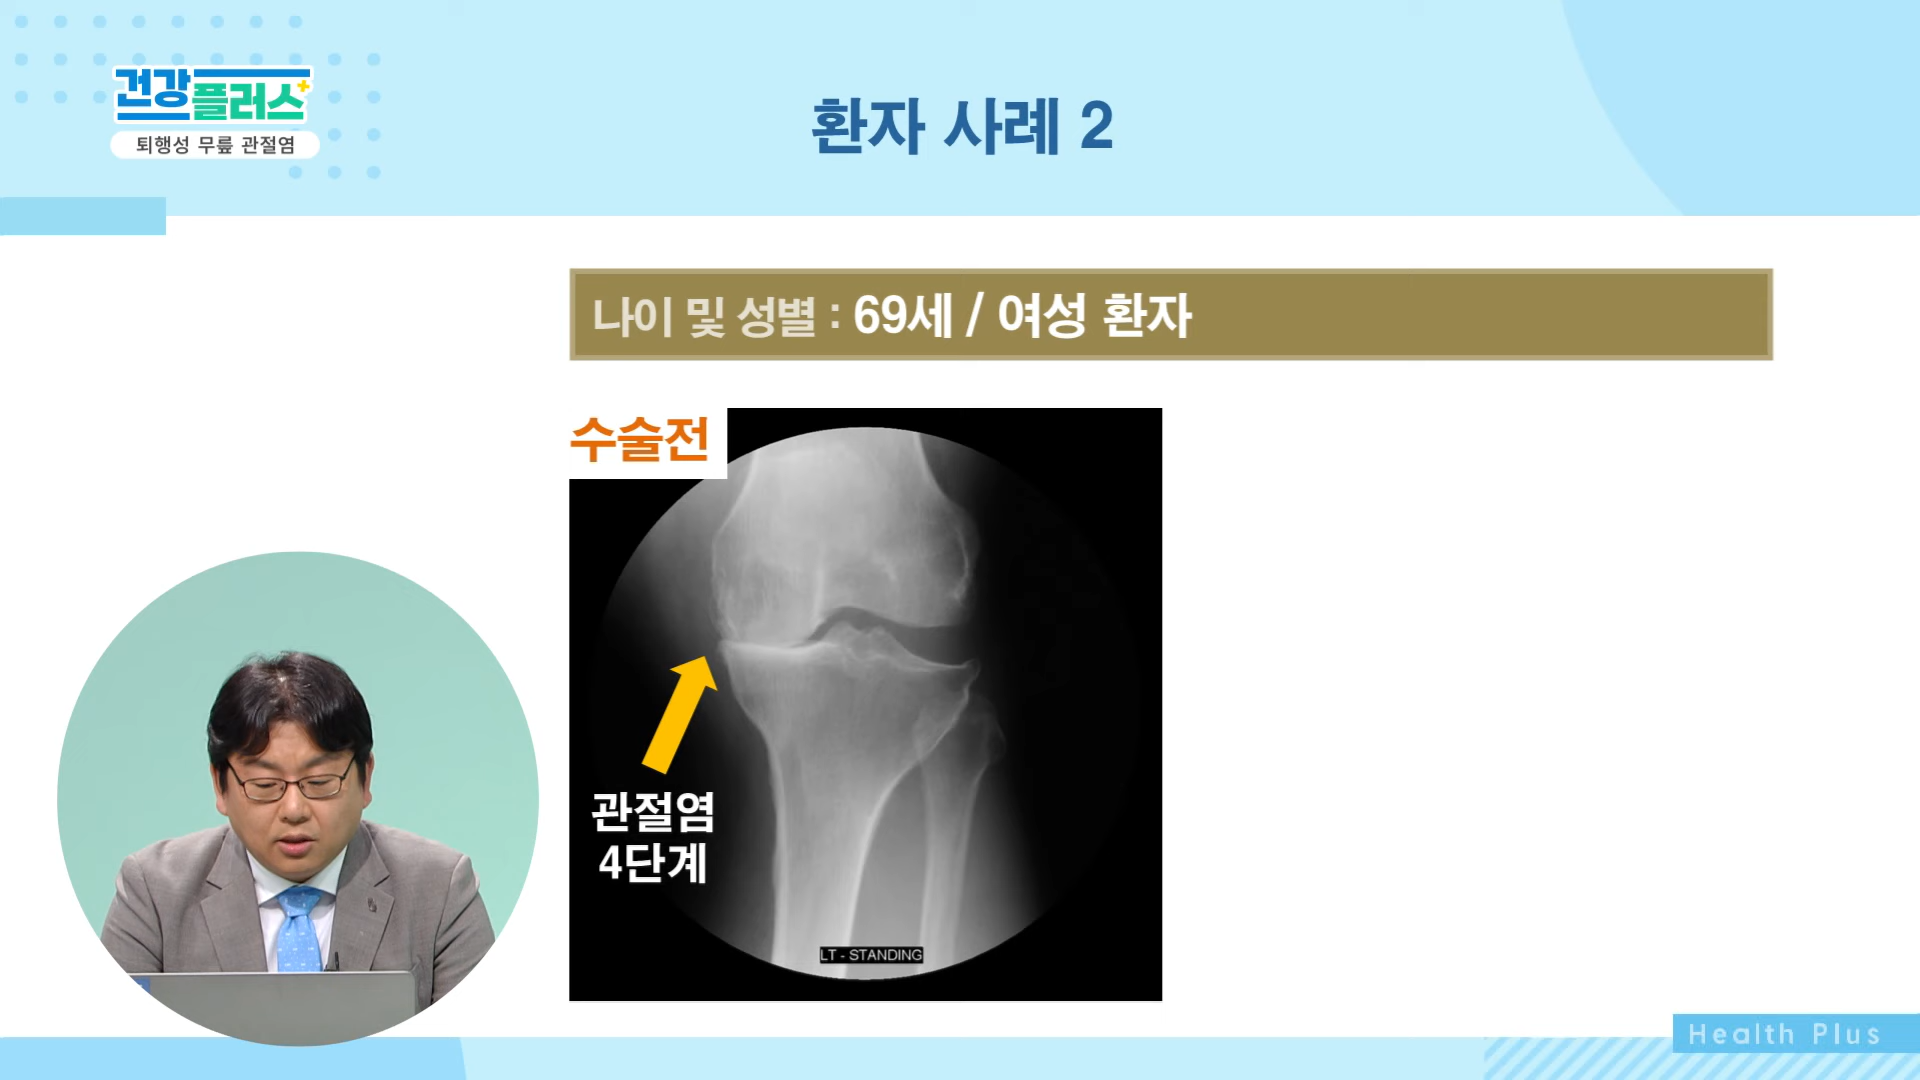 건강플러스+
퇴행성 무릎 관절염
환자 사례 2
나이 및 성별 : 69세 / 여성 환자
수술전
관절염
4단계
LT - STANDING
Health Plus